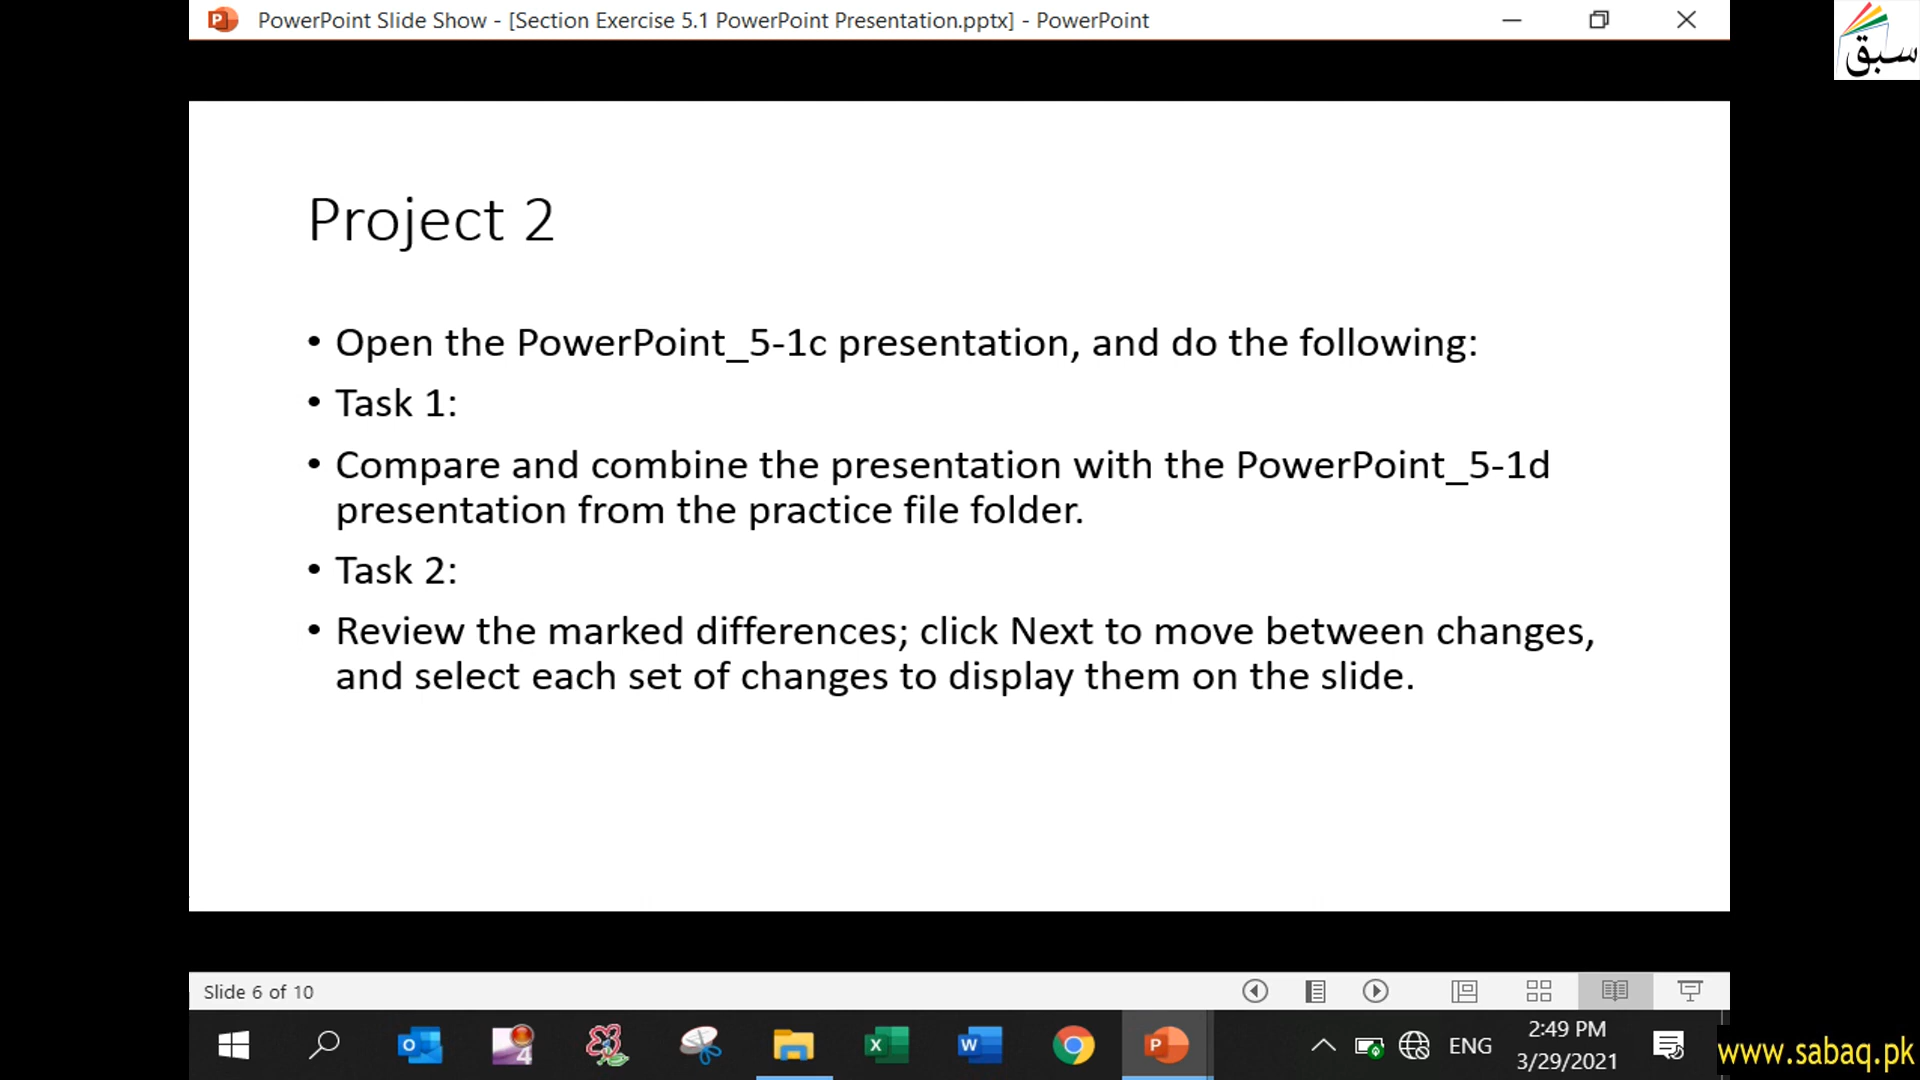 PowerPoint Slide Show - [Section Exercise 5.1 PowerPoint Presentation.pptx] - PowerPoint
سبق
Project 2
• Open the PowerPoint_5-1c presentation, and do the following:
• Task 1:
• Compare and combine the presentation with the PowerPoint_5-1d
presentation from the practice file folder.
• Task 2:
• Review the marked differences; click Next to move between changes,
and select each set of changes to display them on the slide.
Slide 6 of 10
ENG
2:49 PM
3/29/2021
www.sabaq.pk